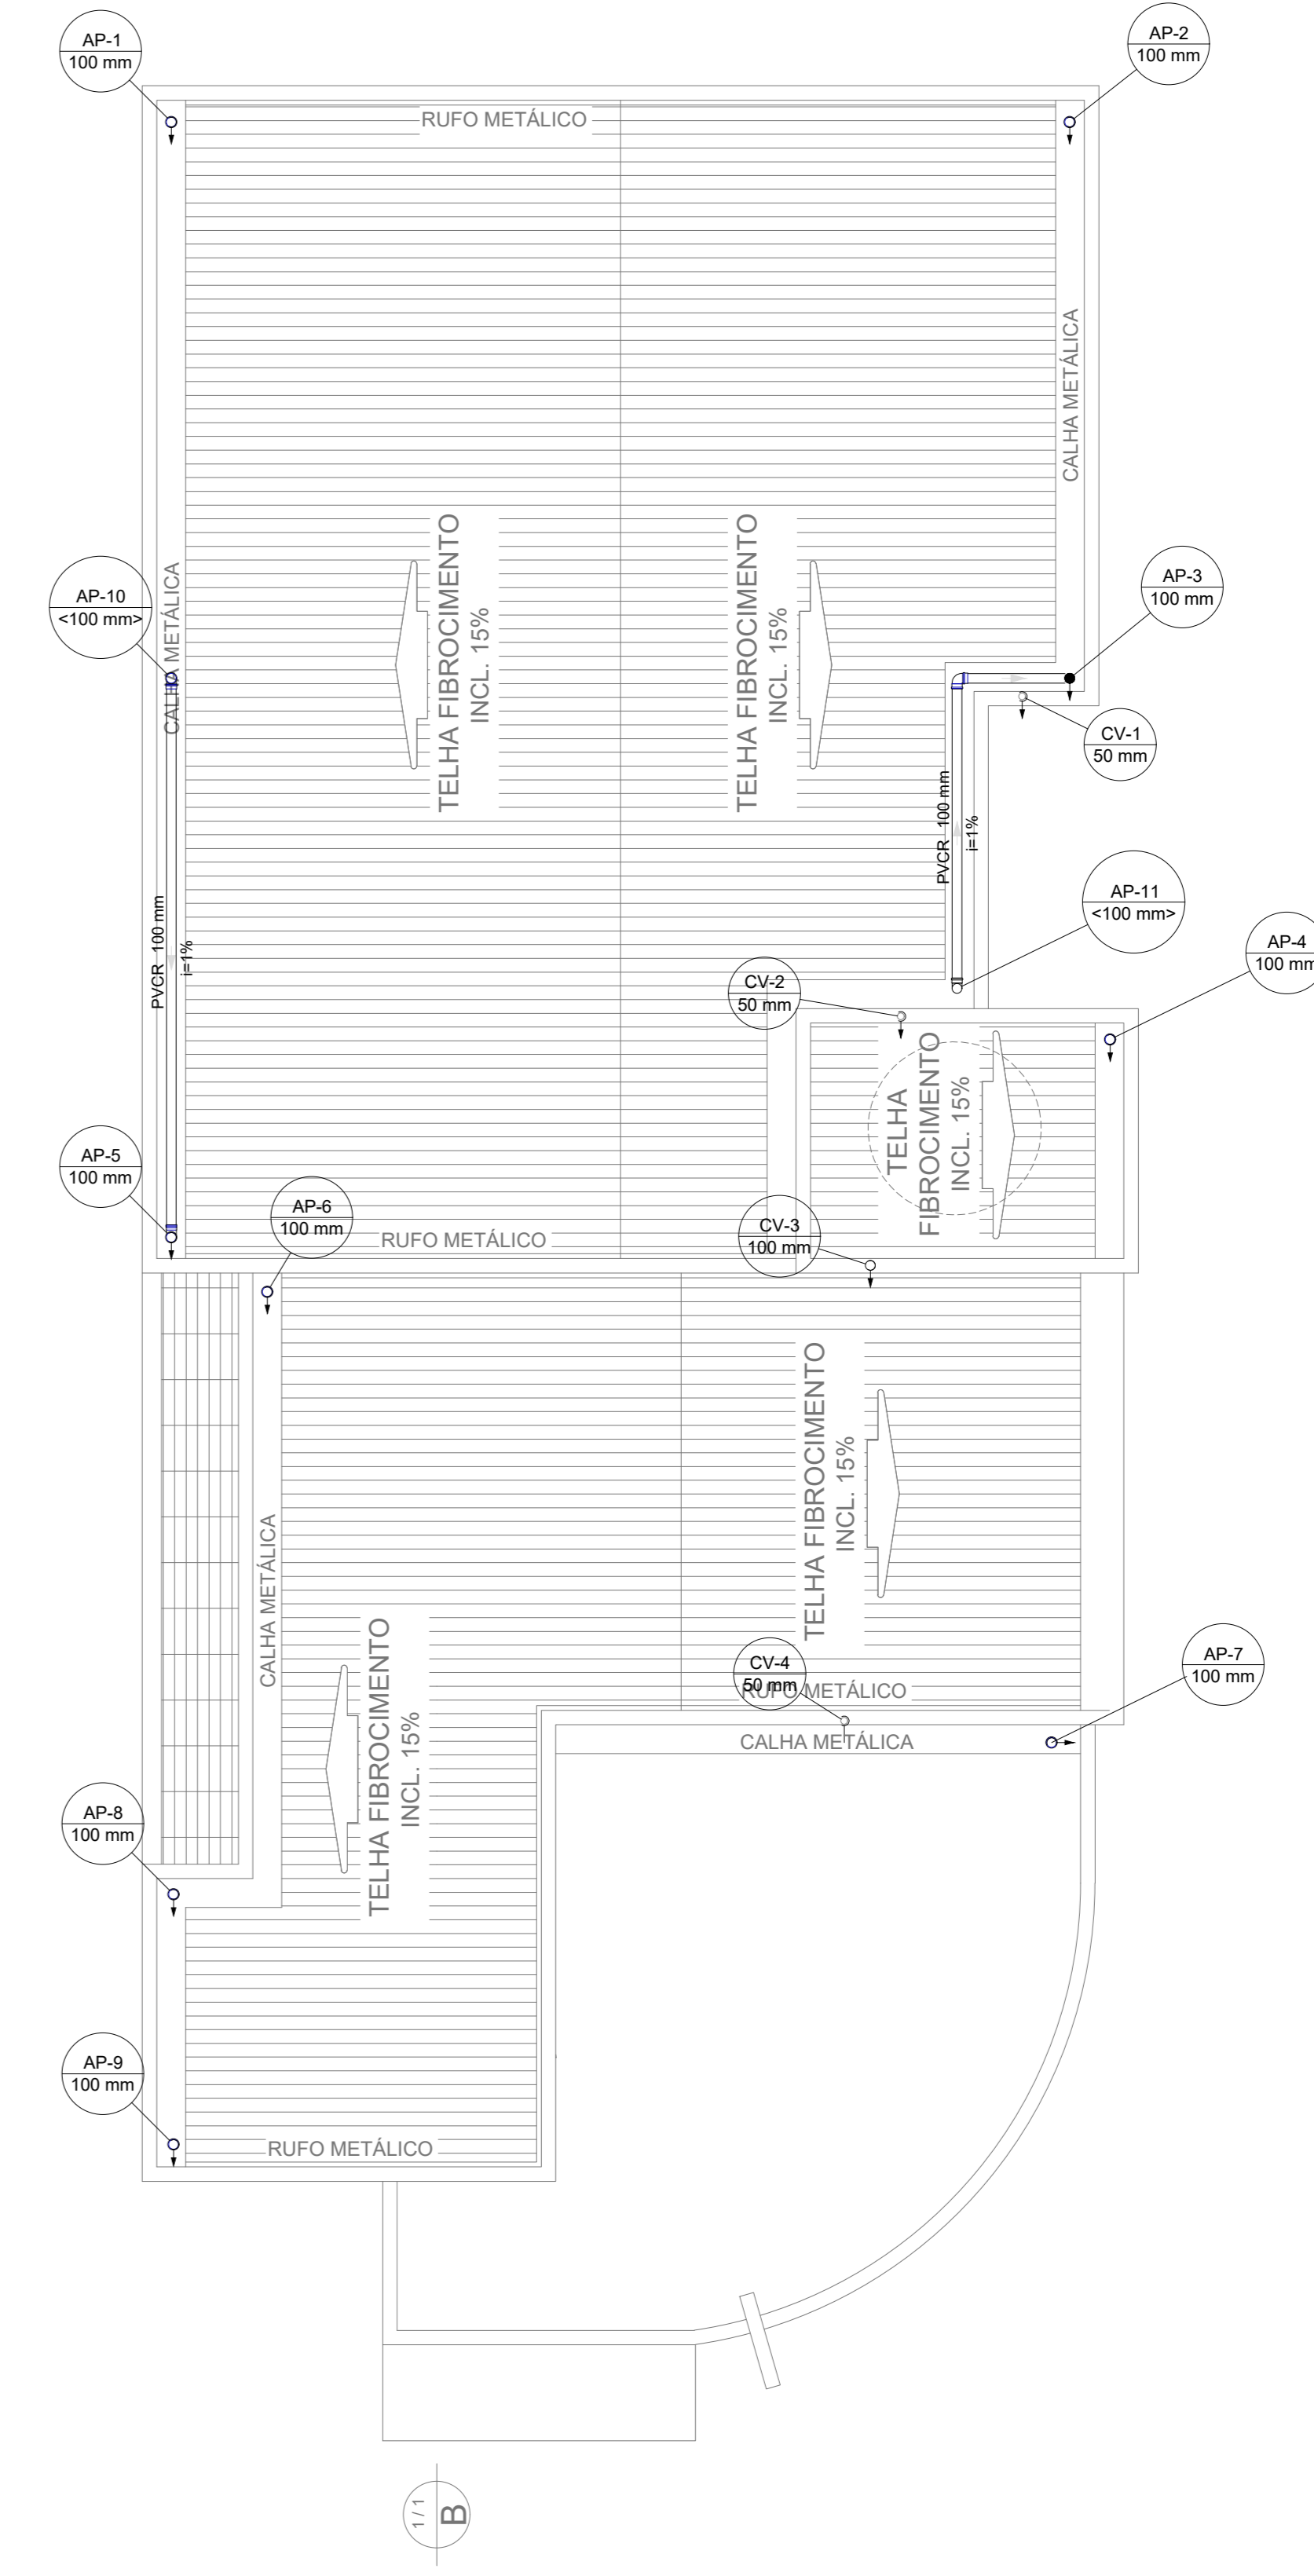 AP-1
100 mm
AP-2
100 mm
RUFO METÁLICO
CALHA METÁLICA
TELHA FIBROCIMENTO
INCL. 15%
TELHA FIBROCIMENTO
INCL. 15%
AP-10
<100 mm>
CALHA METÁLICA
AP-3
100 mm
CV-1
50 mm
PVCR 100 mm
i=1%
PVCR 100 mm
i=1%
AP-11
<100 mm>
AP-4
100 mm
CV-2
50 mm
TELHA
FIBROCIMENTO
INCL. 15%
AP-5
100 mm
AP-6
100 mm
RUFO METÁLICO
CV-3
100 mm
TELHA FIBROCIMENTO
INCL. 15%
CALHA METÁLICA
TELHA FIBROCIMENTO
INCL. 15%
CV-4
50 mm
RUFO METÁLICO
AP-7
100 mm
CALHA METÁLICA
AP-8
100 mm
AP-9
100 mm
RUFO METÁLICO
1 / 1
B